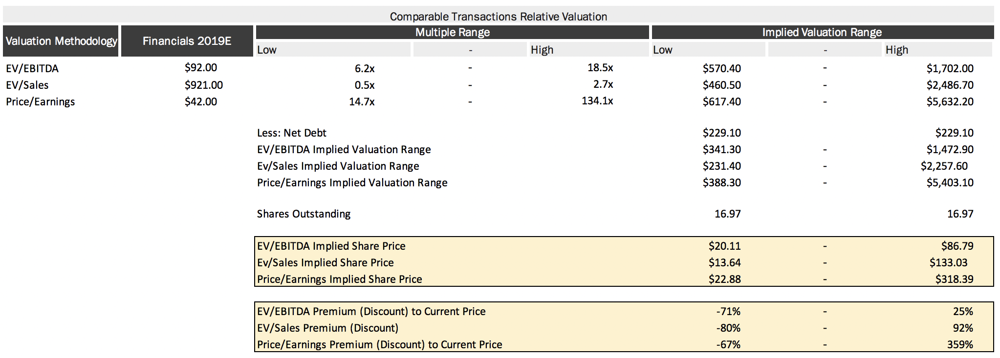 Comparable Transactions Relative Valuation
Valuation Methodology Financials 2019E Multiple Range Implied Valuation Range
Low - High Low - High
EV/EBITDA $92.00 6.2x - 18.5x $570.40 - $1,702.00
EV/Sales $921.00 0.5x - 2.7x $460.50 - $2,486.70
Price/Earnings $42.00 14.7x - 134.1x $617.40 - $5,632.20
Less: Net Debt $229.10 $229.10
EV/EBITDA Implied Valuation Range $341.30 - $1,472.90
Ev/Sales Implied Valuation Range $231.40 - $2,257.60
Price/Earnings Implied Valuation Range $388.30 - $5,403.10
Shares Outstanding 16.97 16.97
EV/EBITDA Implied Share Price $20.11 - $86.79
Ev/Sales Implied Share Price $13.64 - $133.03
Price/Earnings Implied Share Price $22.88 - $318.39
EV/EBITDA Premium (Discount) to Current Price -71% - 25%
EV/Sales Premium (Discount) -80% - 92%
Price/Earnings Premium (Discount) to Current Price -67% - 359%